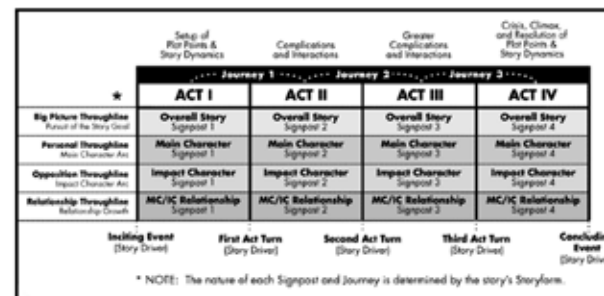 Setup of
Plot Points &
Story Dynamics
Complications
and Interactions
Greater
Complications
and Interactions
Crisis, Climax,
and Resolution of
Plot Points &
Story Dynamics
Journey 1
Journey 2
Journey 3
* ACT I ACT II ACT III ACT IV
Big Picture Throughline
Pursuit of the Story Goal
Overall Story
Signpost 1
Overall Story
Signpost 2
Overall Story
Signpost 3
Overall Story
Signpost 4
Personal Throughline
Main Character Arc
Main Character
Signpost 1
Main Character
Signpost 2
Main Character
Signpost 3
Main Character
Signpost 4
Opposition Throughline
Impact Character Arc
Impact Character
Signpost 1
Impact Character
Signpost 2
Impact Character
Signpost 3
Impact Character
Signpost 4
Relationship Throughline
Relationship Growth
MC/IC Relationship
Signpost 1
MC/IC Relationship
Signpost 2
MC/IC Relationship
Signpost 3
MC/IC Relationship
Signpost 4
Inciting Event
(Story Driver)
First Act Turn
(Story Driver)
Second Act Turn
(Story Driver)
Third Act Turn
(Story Driver)
Concluding
Event
(Story Drive
* NOTE: The nature of each Signpost and Journey is determined by the story's Storyform.